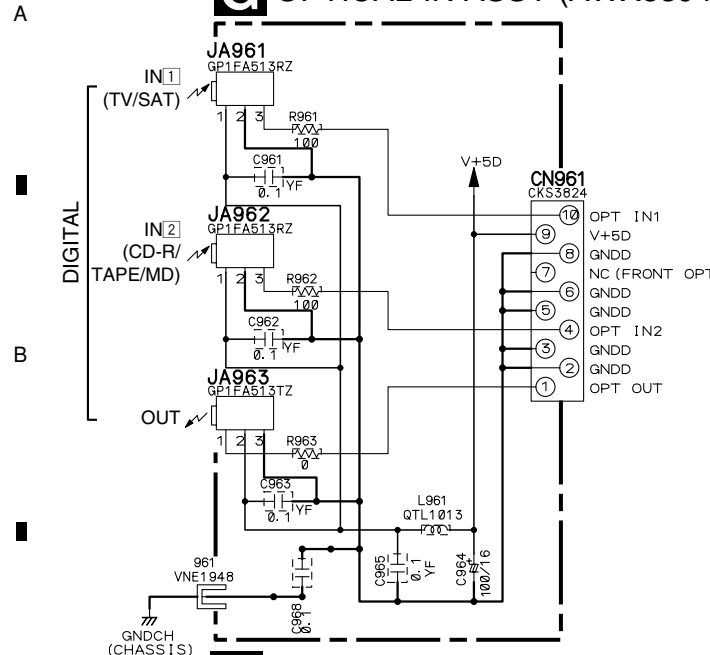 A
JA961
GP1FA513RZ
IN1
(TV/SAT)
1 2 3
R961
100
C961
0.1 YF
V+5D
CN961
CKS3824
10 OPT IN1
9 V+5D
8 GNDD
7 NC(FRONT OPT
6 GNDD
5 GNDD
4 OPT IN2
3 GNDD
2 GNDD
1 OPT OUT
DIGITAL
JA962
GP1FA513RZ
IN2
(CD-R/
TAPE/MD)
1 2 3
R962
100
C962
0.1 YF
B
JA963
GP1FA513TZ
OUT
1 2 3
R963
0
C963
0.1 YF
L961
QTL1013
C965
0.1
YF
C964
100/16
961
VNE1948
C968
0.1
GNDCH
(CHASSIS)